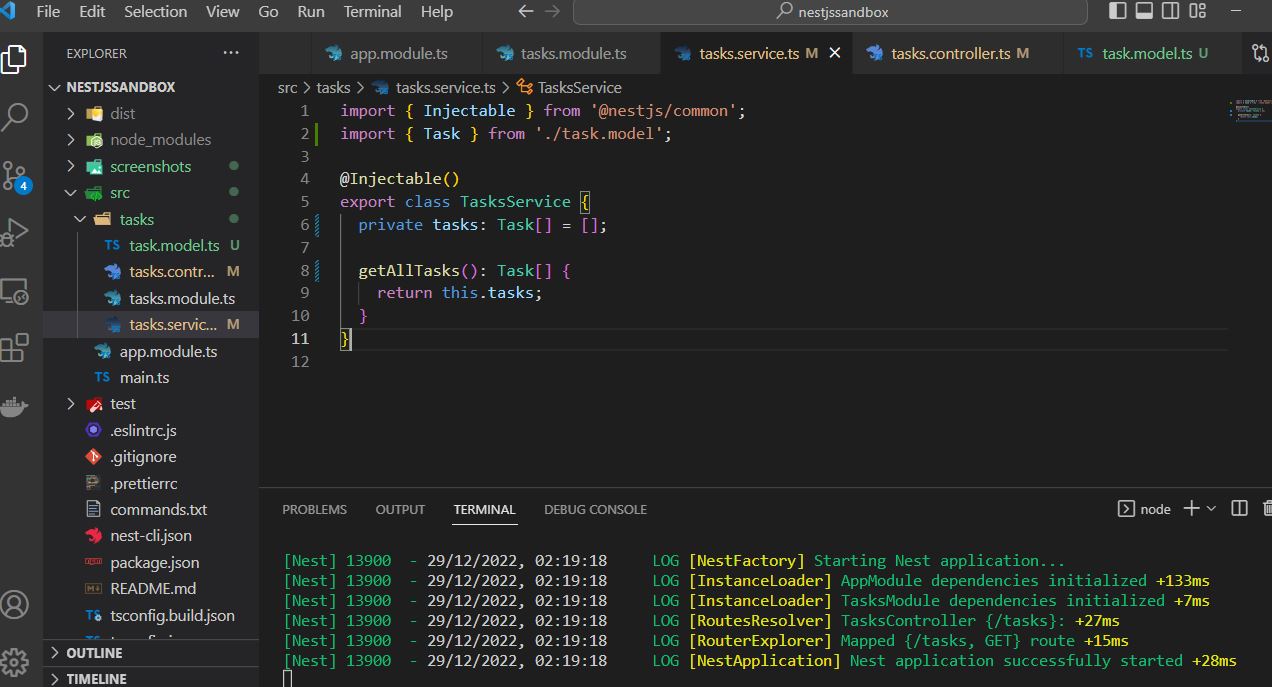 File Edit Selection View Go Run Terminal Help nestjssandbox
EXPLORER
app.module.ts tasks.module.ts tasks.service.ts M tasks.controller.ts M TS task.model.ts U
NESTJSSANDBOX
dist
node_modules
screenshots
src
tasks
TS task.model.ts U
tasks.contr... M
tasks.module.ts
tasks.servic... M
app.module.ts
TS main.ts
test
.eslintrc.js
.gitignore
.prettierrc
commands.txt
nest-cli.json
package.json
README.md
TS tsconfig.build.json
OUTLINE
TIMELINE
4
src > tasks > tasks.service.ts > TasksService
1 import { Injectable } from '@nestjs/common';
2 import { Task } from './task.model';
3
4 @Injectable()
5 export class TasksService {
6 private tasks: Task[] = [];
7
8 getAllTasks(): Task[] {
9 return this.tasks;
10 }
11 }
12
PROBLEMS OUTPUT TERMINAL DEBUG CONSOLE node
[Nest] 13900 - 29/12/2022, 02:19:18 LOG [NestFactory] Starting Nest application...
[Nest] 13900 - 29/12/2022, 02:19:18 LOG [InstanceLoader] AppModule dependencies initialized +133ms
[Nest] 13900 - 29/12/2022, 02:19:18 LOG [InstanceLoader] TasksModule dependencies initialized +7ms
[Nest] 13900 - 29/12/2022, 02:19:18 LOG [RoutesResolver] TasksController {/tasks}: +27ms
[Nest] 13900 - 29/12/2022, 02:19:18 LOG [RouterExplorer] Mapped {/tasks, GET} route +15ms
[Nest] 13900 - 29/12/2022, 02:19:18 LOG [NestApplication] Nest application successfully started +28ms